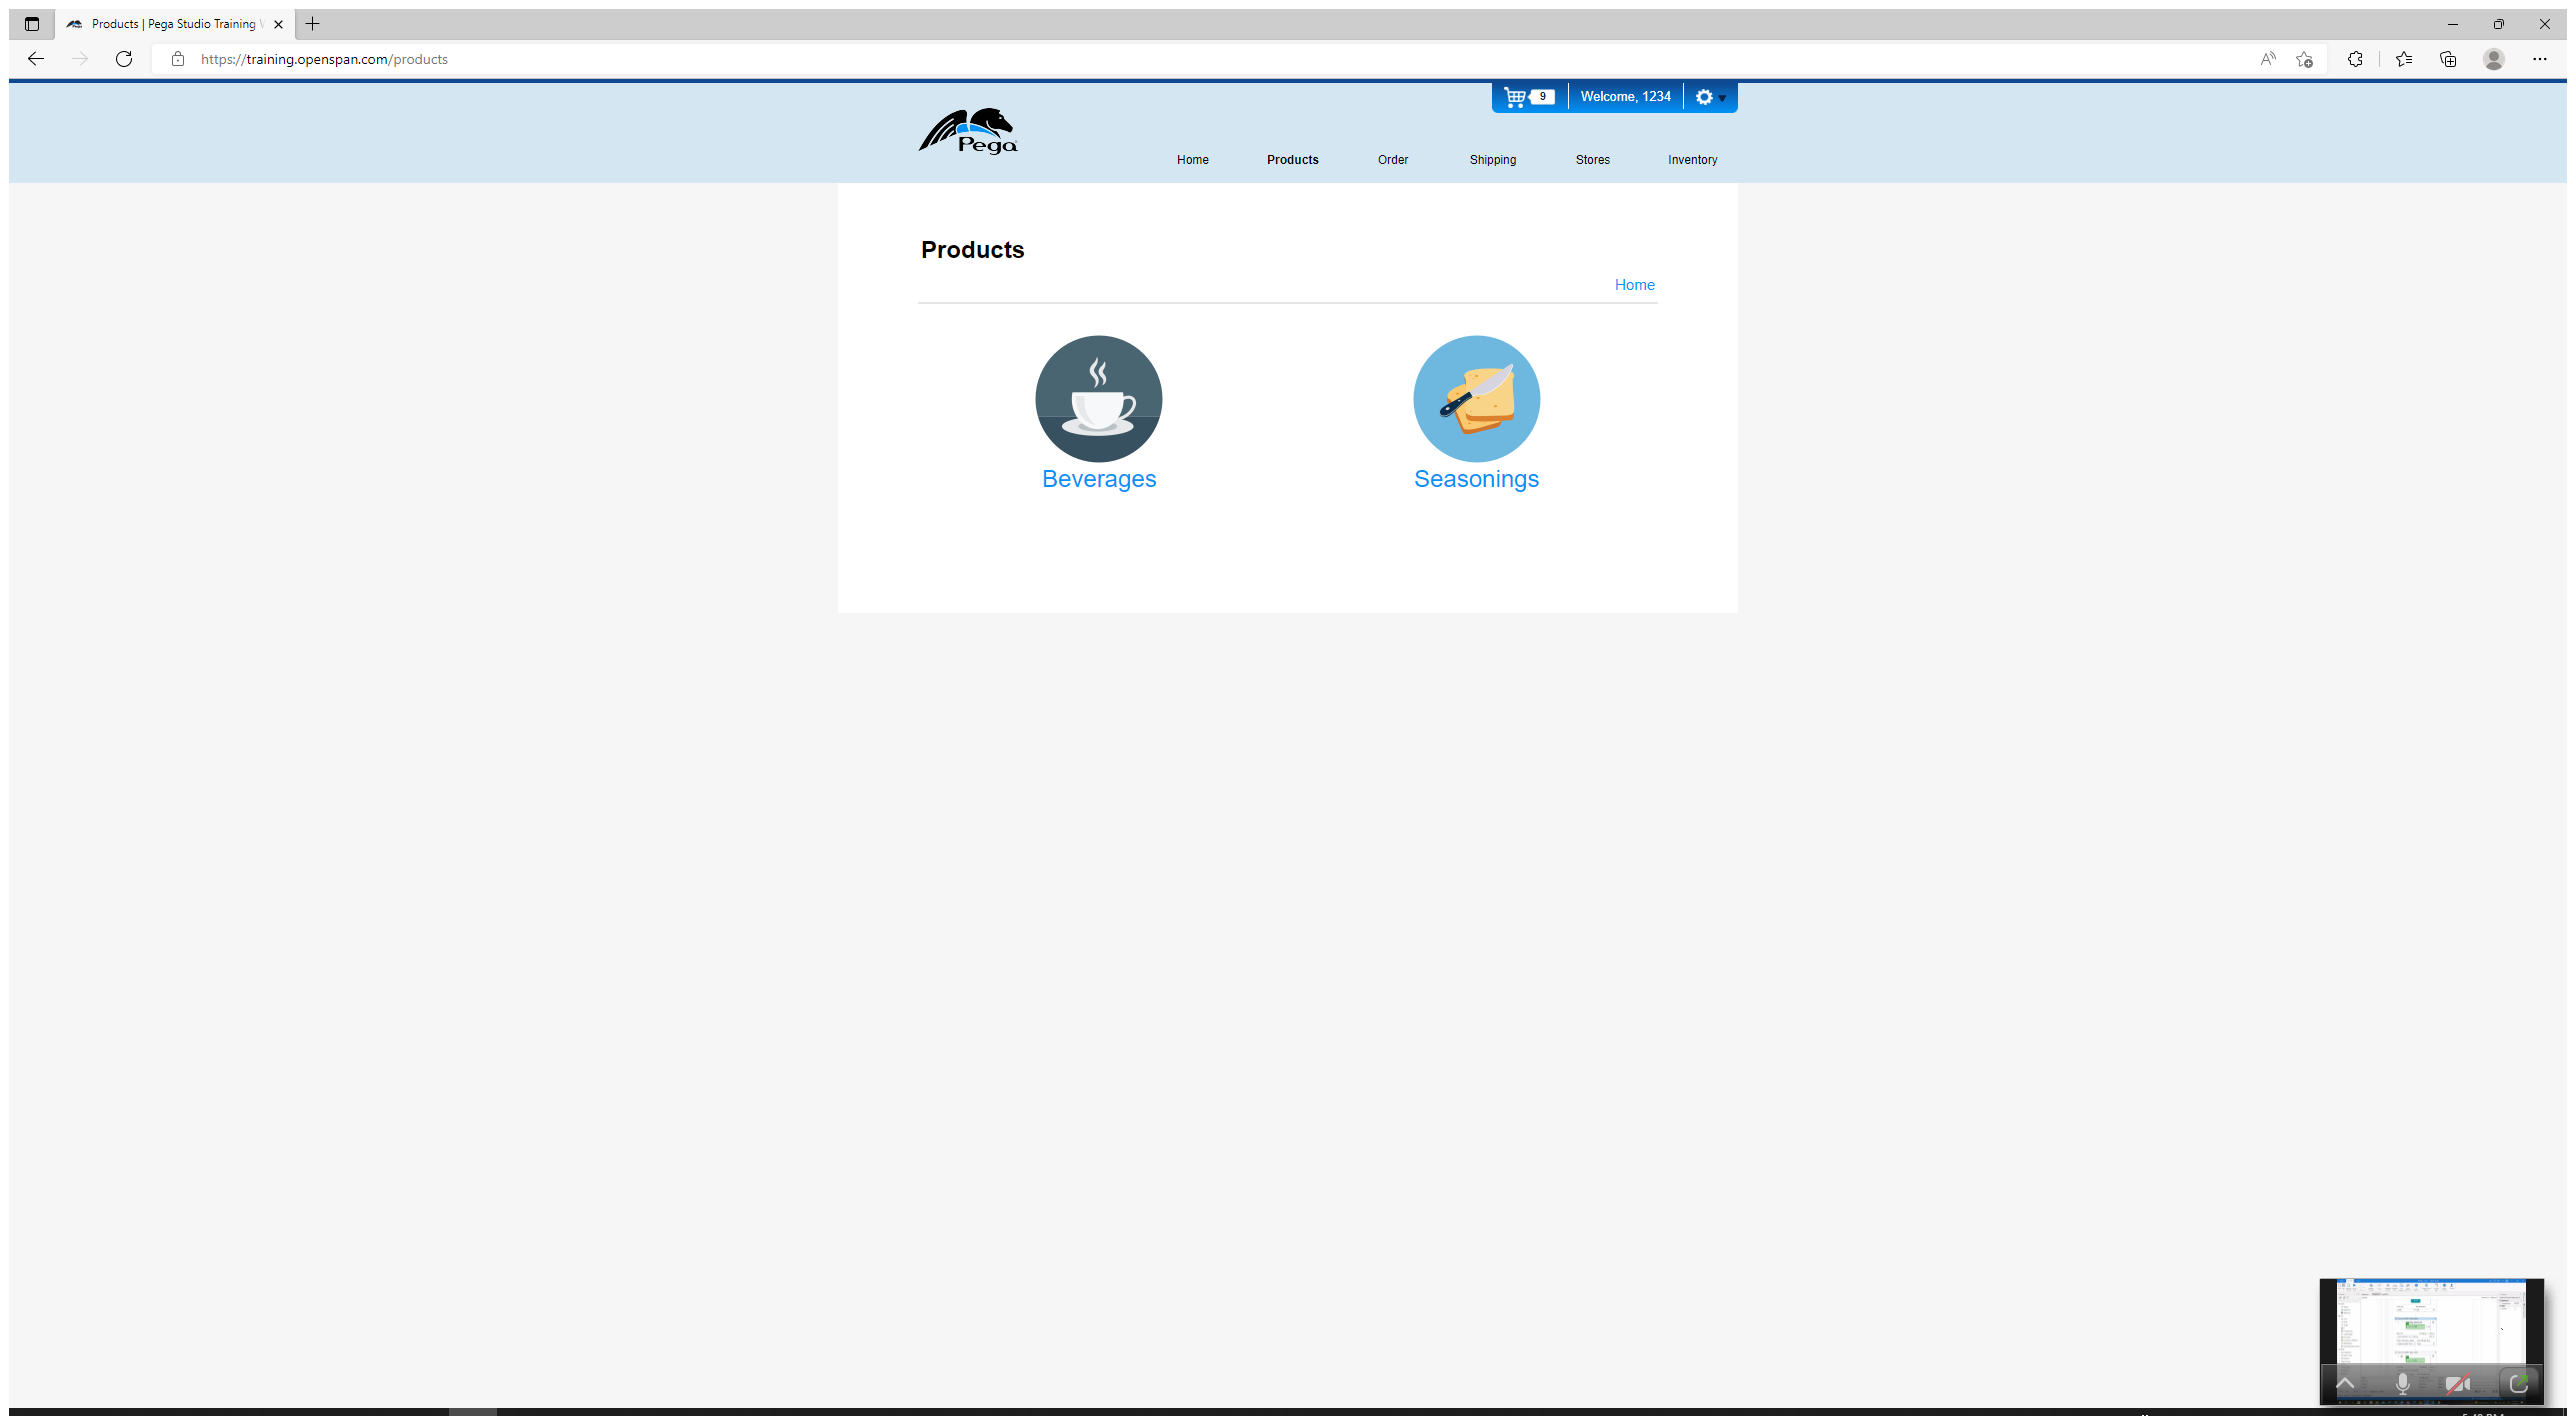 Products | Pega Studio Training
https://training.openspan.com/products
9
Welcome, 1234
Pega
Home
Products
Order
Shipping
Stores
Inventory
Products
Home
Beverages
Seasonings